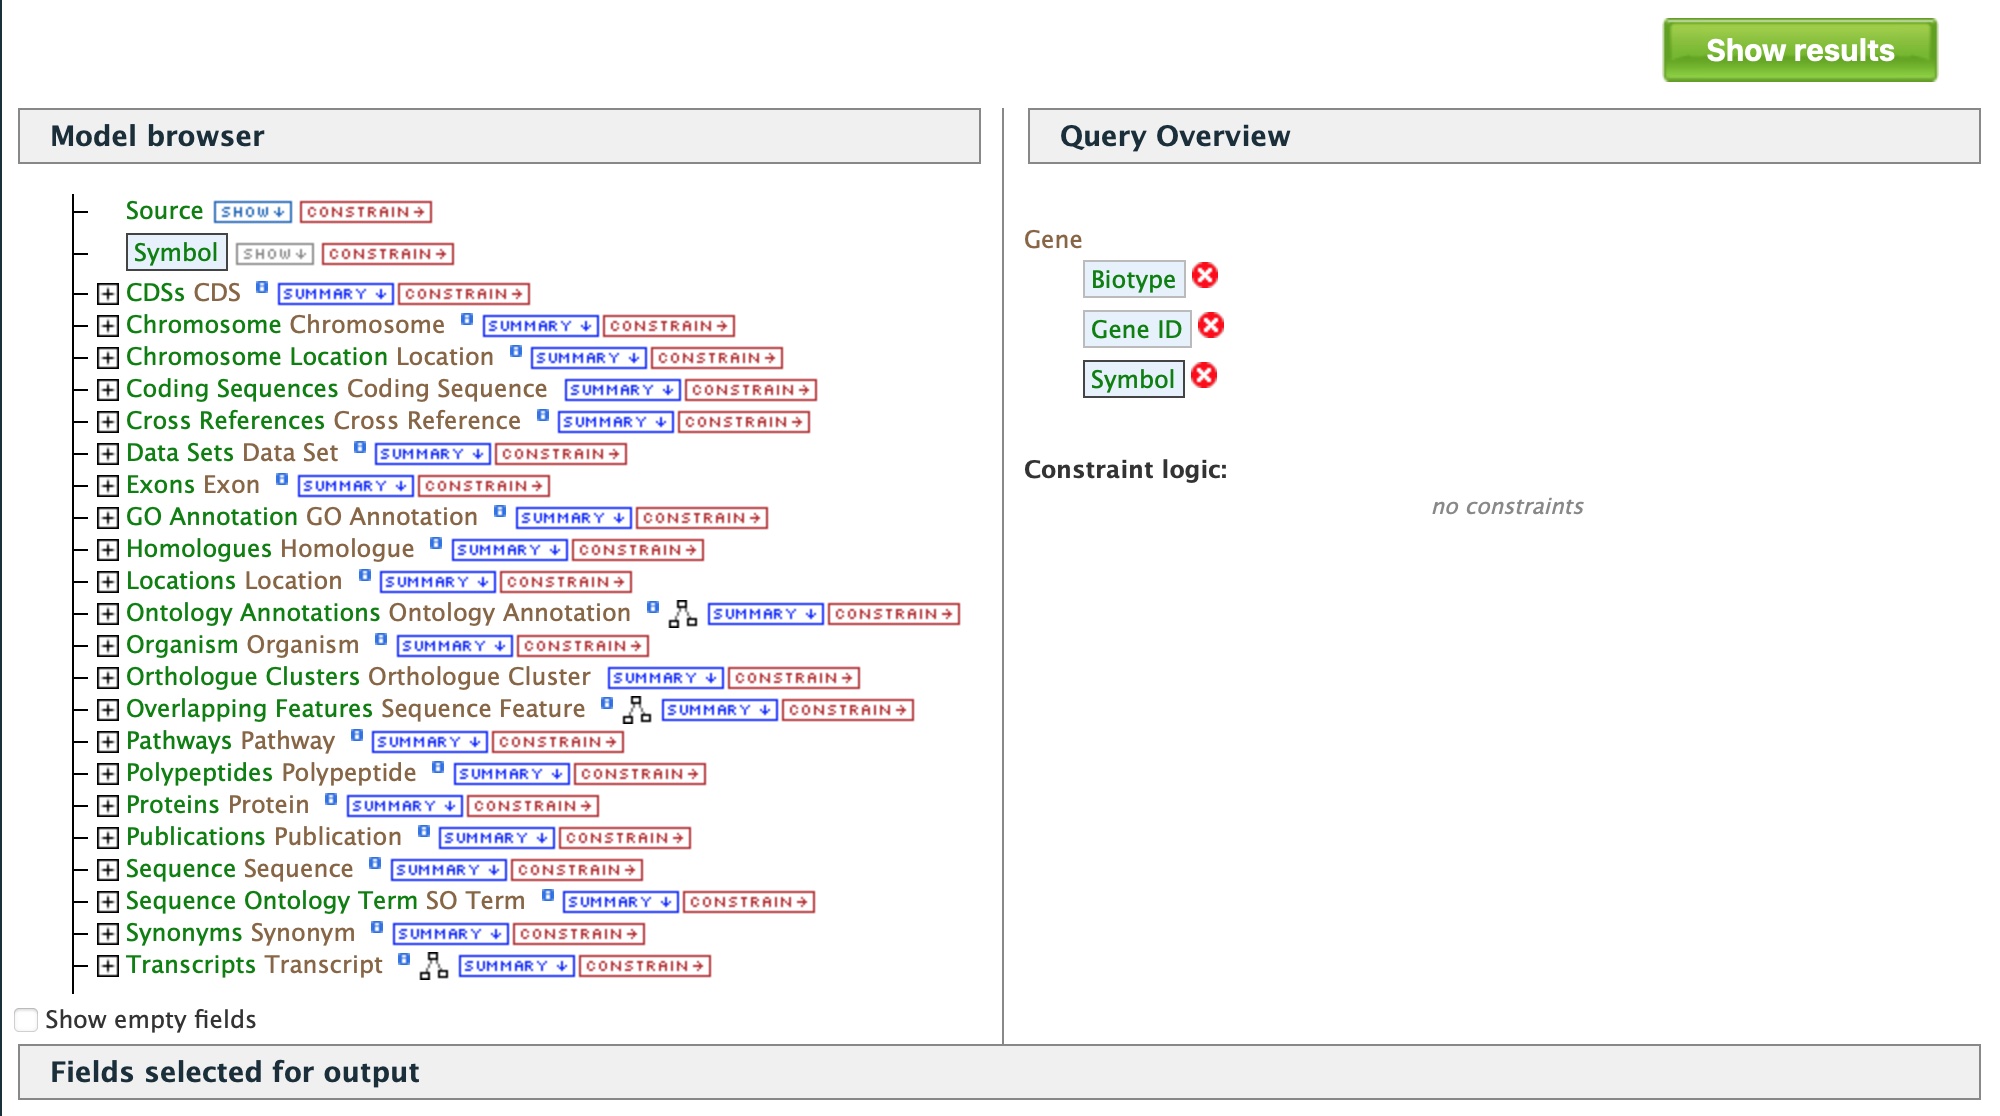 Show results
Model browser
Query Overview
Source SHOW CONSTRAIN
Symbol SHOW CONSTRAIN
CDSs CDS SUMMARY CONSTRAIN
Chromosome Chromosome SUMMARY CONSTRAIN
Chromosome Location Location SUMMARY CONSTRAIN
Coding Sequences Coding Sequence SUMMARY CONSTRAIN
Cross References Cross Reference SUMMARY CONSTRAIN
Data Sets Data Set SUMMARY CONSTRAIN
Exons Exon SUMMARY CONSTRAIN
GO Annotation GO Annotation SUMMARY CONSTRAIN
Homologues Homologue SUMMARY CONSTRAIN
Locations Location SUMMARY CONSTRAIN
Ontology Annotations Ontology Annotation SUMMARY CONSTRAIN
Organism Organism SUMMARY CONSTRAIN
Orthologue Clusters Orthologue Cluster SUMMARY CONSTRAIN
Overlapping Features Sequence Feature SUMMARY CONSTRAIN
Pathways Pathway SUMMARY CONSTRAIN
Polypeptides Polypeptide SUMMARY CONSTRAIN
Proteins Protein SUMMARY CONSTRAIN
Publications Publication SUMMARY CONSTRAIN
Sequence Sequence SUMMARY CONSTRAIN
Sequence Ontology Term SO Term SUMMARY CONSTRAIN
Synonyms Synonym SUMMARY CONSTRAIN
Transcripts Transcript SUMMARY CONSTRAIN
Show empty fields
Gene
Biotype
Gene ID
Symbol
Constraint logic:
no constraints
Fields selected for output